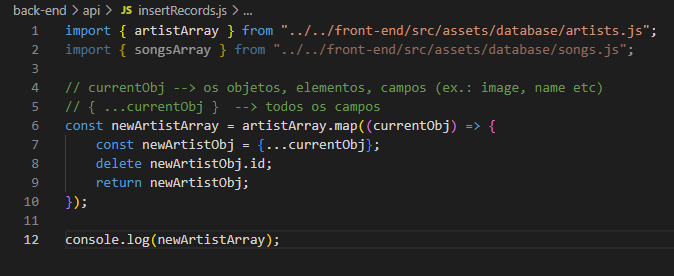 back-end > api > JS insertRecords.js > ...
1 import { artistArray } from "../../front-end/src/assets/database/artists.js";
2 import { songsArray } from "../../front-end/src/assets/database/songs.js";
3
4 // currentObj --> os objetos, elementos, campos (ex.: image, name etc)
5 // { ...currentObj }  --> todos os campos
6 const newArtistArray = artistArray.map((currentObj) => {
7     const newArtistObj = {...currentObj};
8     delete newArtistObj.id;
9     return newArtistObj;
10 });
11
12 console.log(newArtistArray);